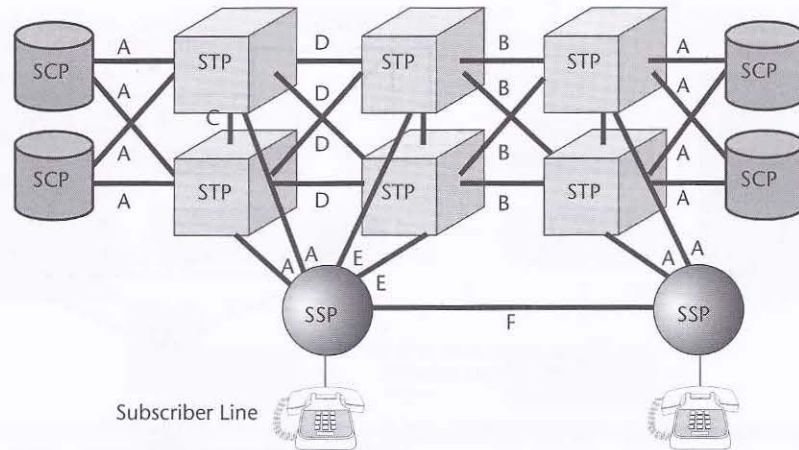 A D B A
SCP STP STP STP SCP
A D B A
C
D
A B A
SCP STP STP STP SCP
A D B A
A A E A A
E
SSP SSP
F
Subscriber Line